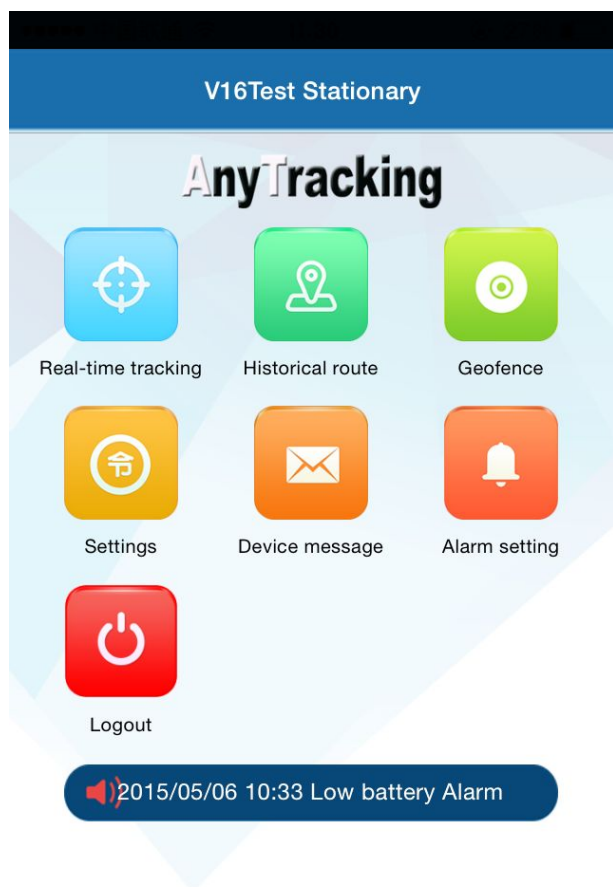 V16Test Stationary
AnyTracking
Real-time tracking
Historical route
Geofence
令
Settings
Device message
Alarm setting
Logout
2015/05/06 10:33 Low battery Alarm